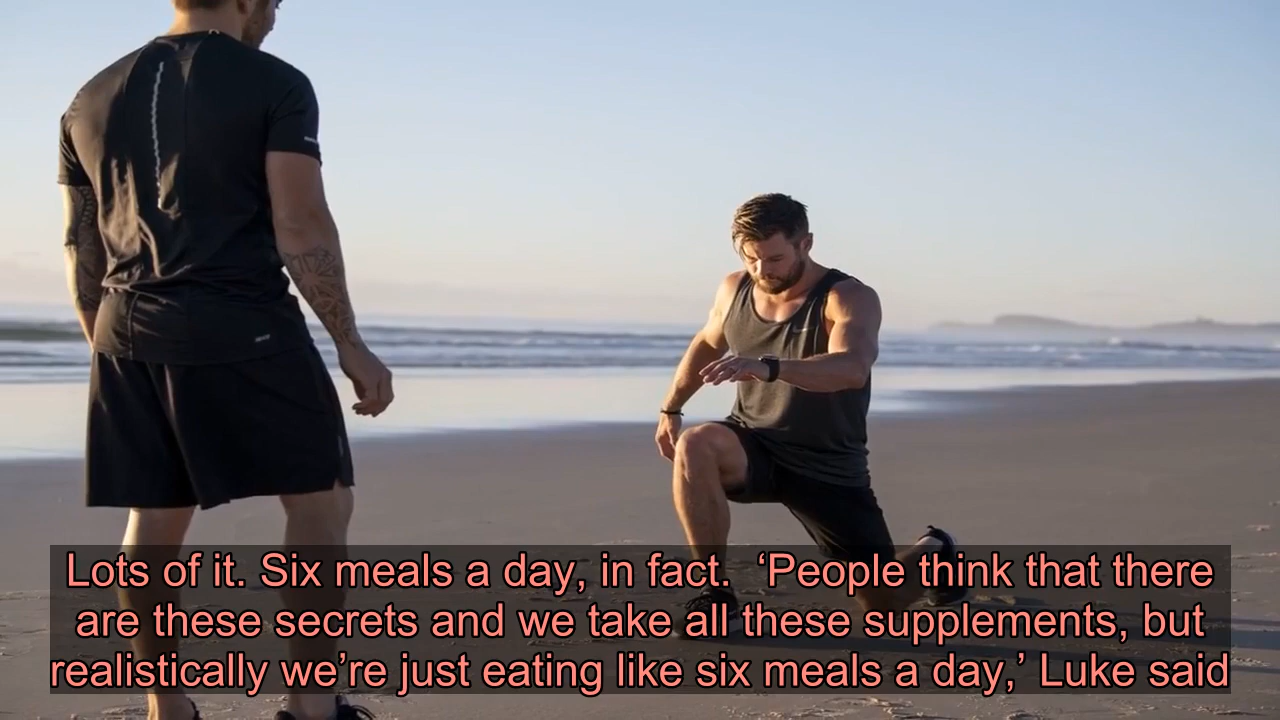 Lots of it. Six meals a day, in fact.  ‘People think that there
are these secrets and we take all these supplements, but
realistically we’re just eating like six meals a day,’ Luke said